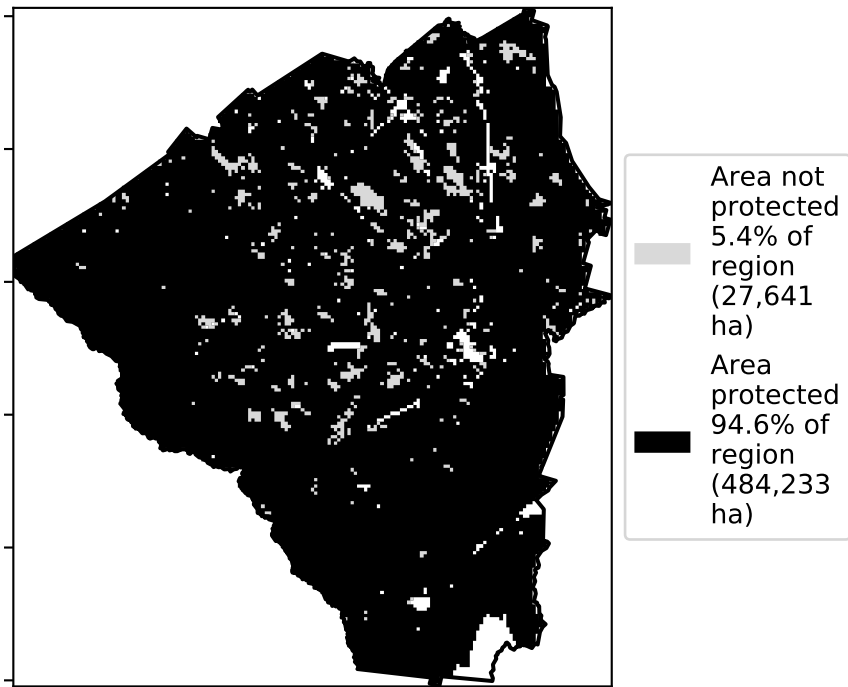 Area not
protected
5.4% of
region
(27,641
ha)
Area
protected
94.6% of
region
(484,233
ha)